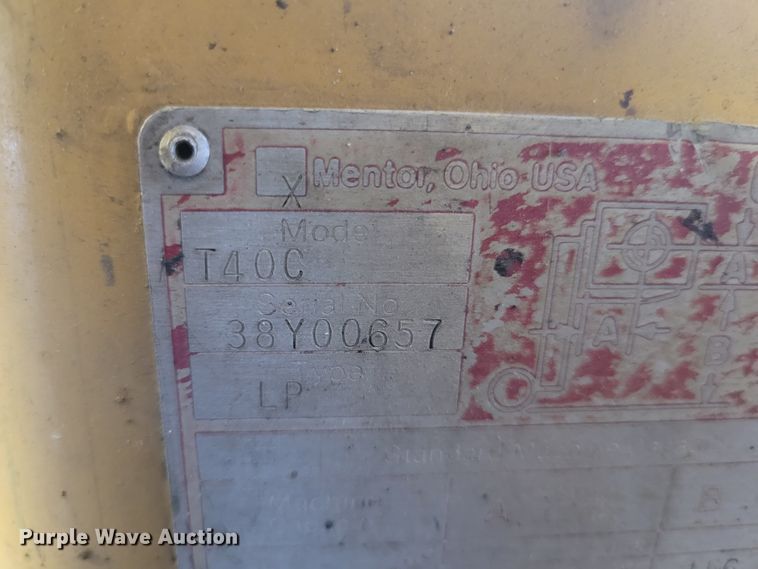 Mentor, Ohio USA
X
Model
T40C
Serial No
38Y00657
Type
LP
A
A
B
A
B
Purple Wave Auction